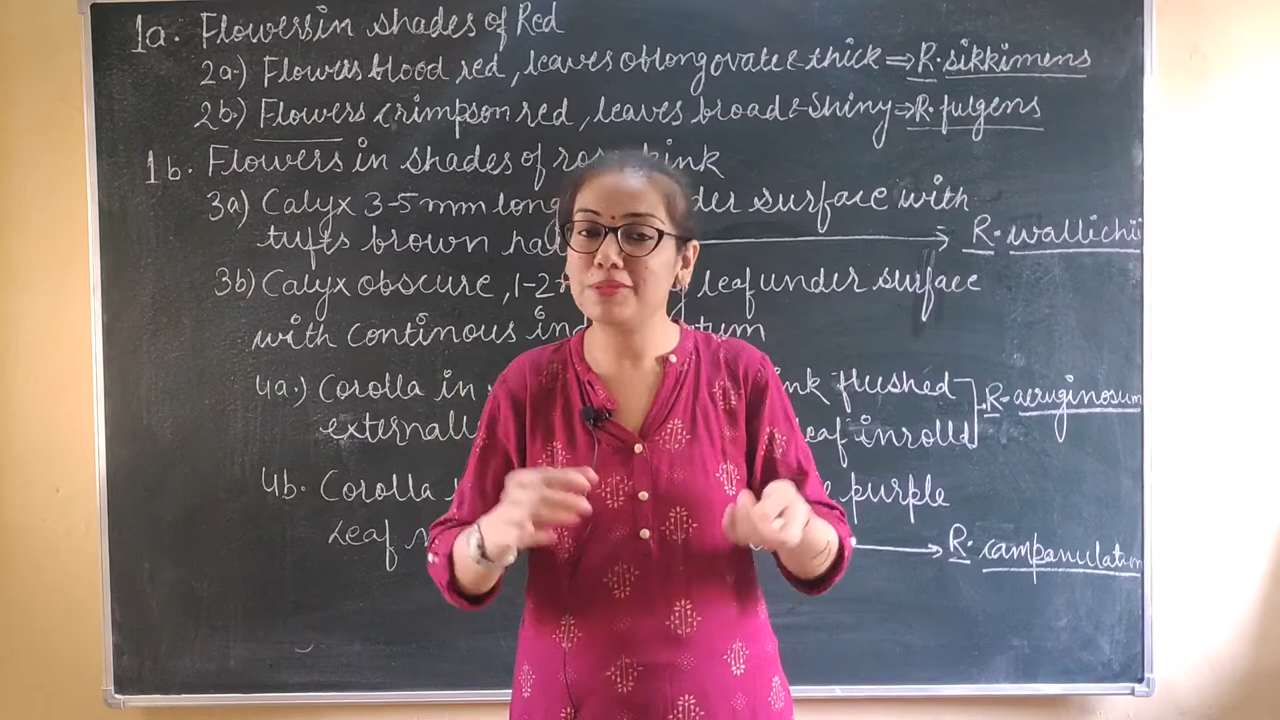 1a. Flowers in shades of Red
2a.) Flowers blood red, leaves oblong ovate & thick ⇒ R. sikkimens
2b.) Flowers crimpson red, leaves broad & Shiny ⇒ R. fulgens
1b. Flowers in shades of
3a) Calyx 3-5 mm long surface with
tufts brown → R. wallichii
3b) Calyx obscure, 1-2 leaf under surface
with continous
4a.) Corolla in flushed
externall inrolld R. aeruginosum
4b. Corolla purple
Leaf → R. campanulatum